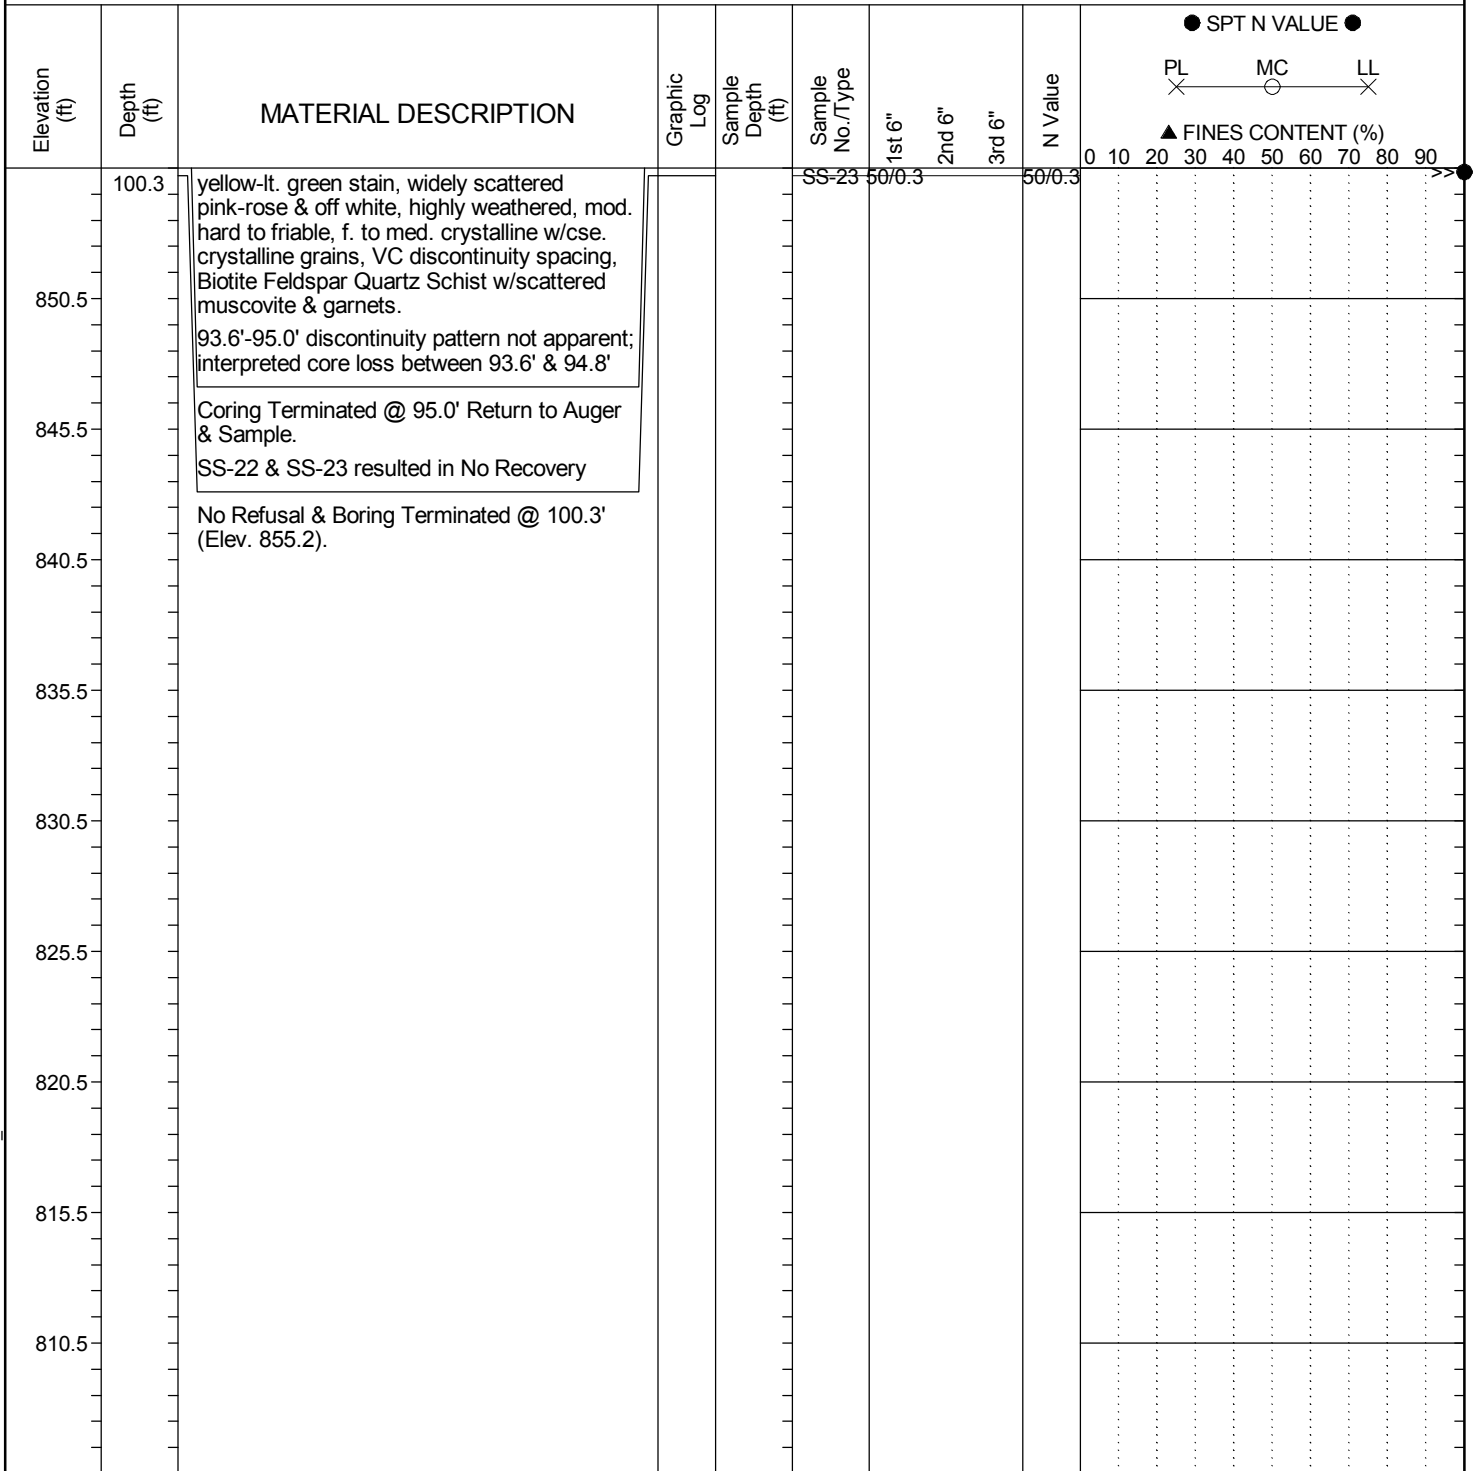 Elevation
(ft)
Depth
(ft)
MATERIAL DESCRIPTION
Graphic
Log
Sample
Depth
(ft)
Sample
No./Type
1st 6"
2nd 6"
3rd 6"
N Value
● SPT N VALUE ●
PL MC LL
▲ FINES CONTENT (%)
0 10 20 30 40 50 60 70 80 90
100.3
SS-23 50/0.3 50/0.3 >>●
yellow-lt. green stain, widely scattered
pink-rose & off white, highly weathered, mod.
hard to friable, f. to med. crystalline w/cse.
crystalline grains, VC discontinuity spacing,
Biotite Feldspar Quartz Schist w/scattered
muscovite & garnets.
93.6'-95.0' discontinuity pattern not apparent;
interpreted core loss between 93.6' & 94.8'
Coring Terminated @ 95.0' Return to Auger
& Sample.
SS-22 & SS-23 resulted in No Recovery
No Refusal & Boring Terminated @ 100.3'
(Elev. 855.2).
850.5
845.5
840.5
835.5
830.5
825.5
820.5
815.5
810.5